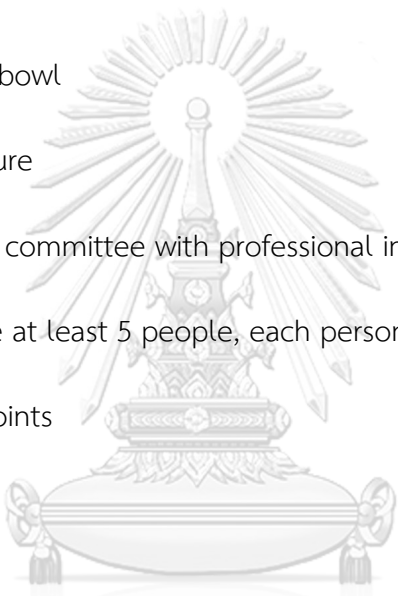 bowl
ure
committee with professional in
e at least 5 people, each person
oints